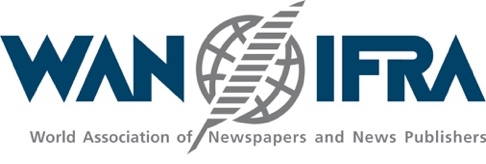 WAN IFRA
World Association of Newspapers and News Publishers